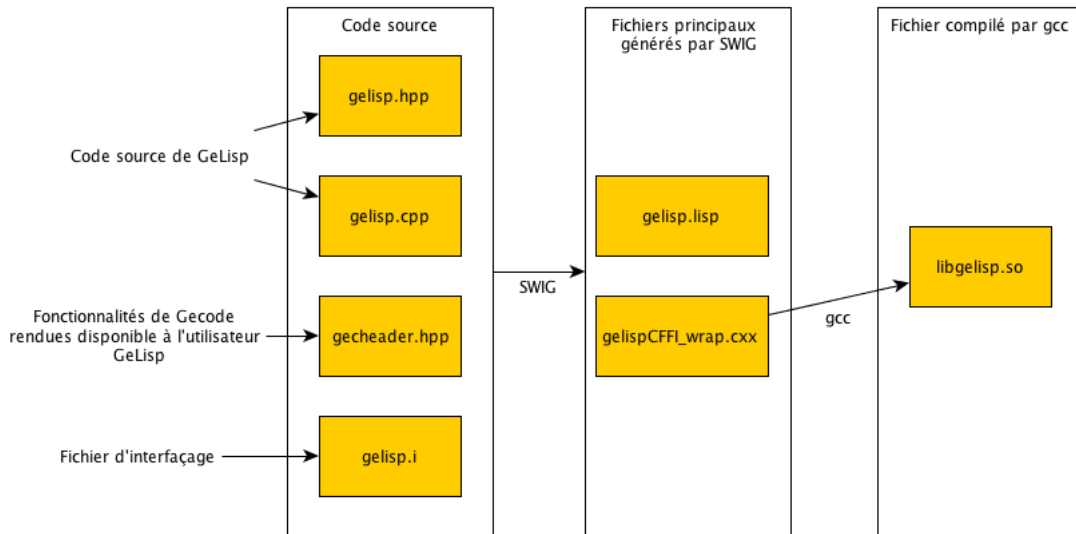 Code source
gelisp.hpp
Code source de GeLisp
gelisp.cpp
Fonctionnalités de Gecode
rendues disponible à l'utilisateur
GeLisp
gecheader.hpp
Fichier d'interfaçage
gelisp.i
SWIG
Fichiers principaux
générés par SWIG
gelisp.lisp
gelispCFFI_wrap.cxx
gcc
Fichier compilé par gcc
libgelisp.so